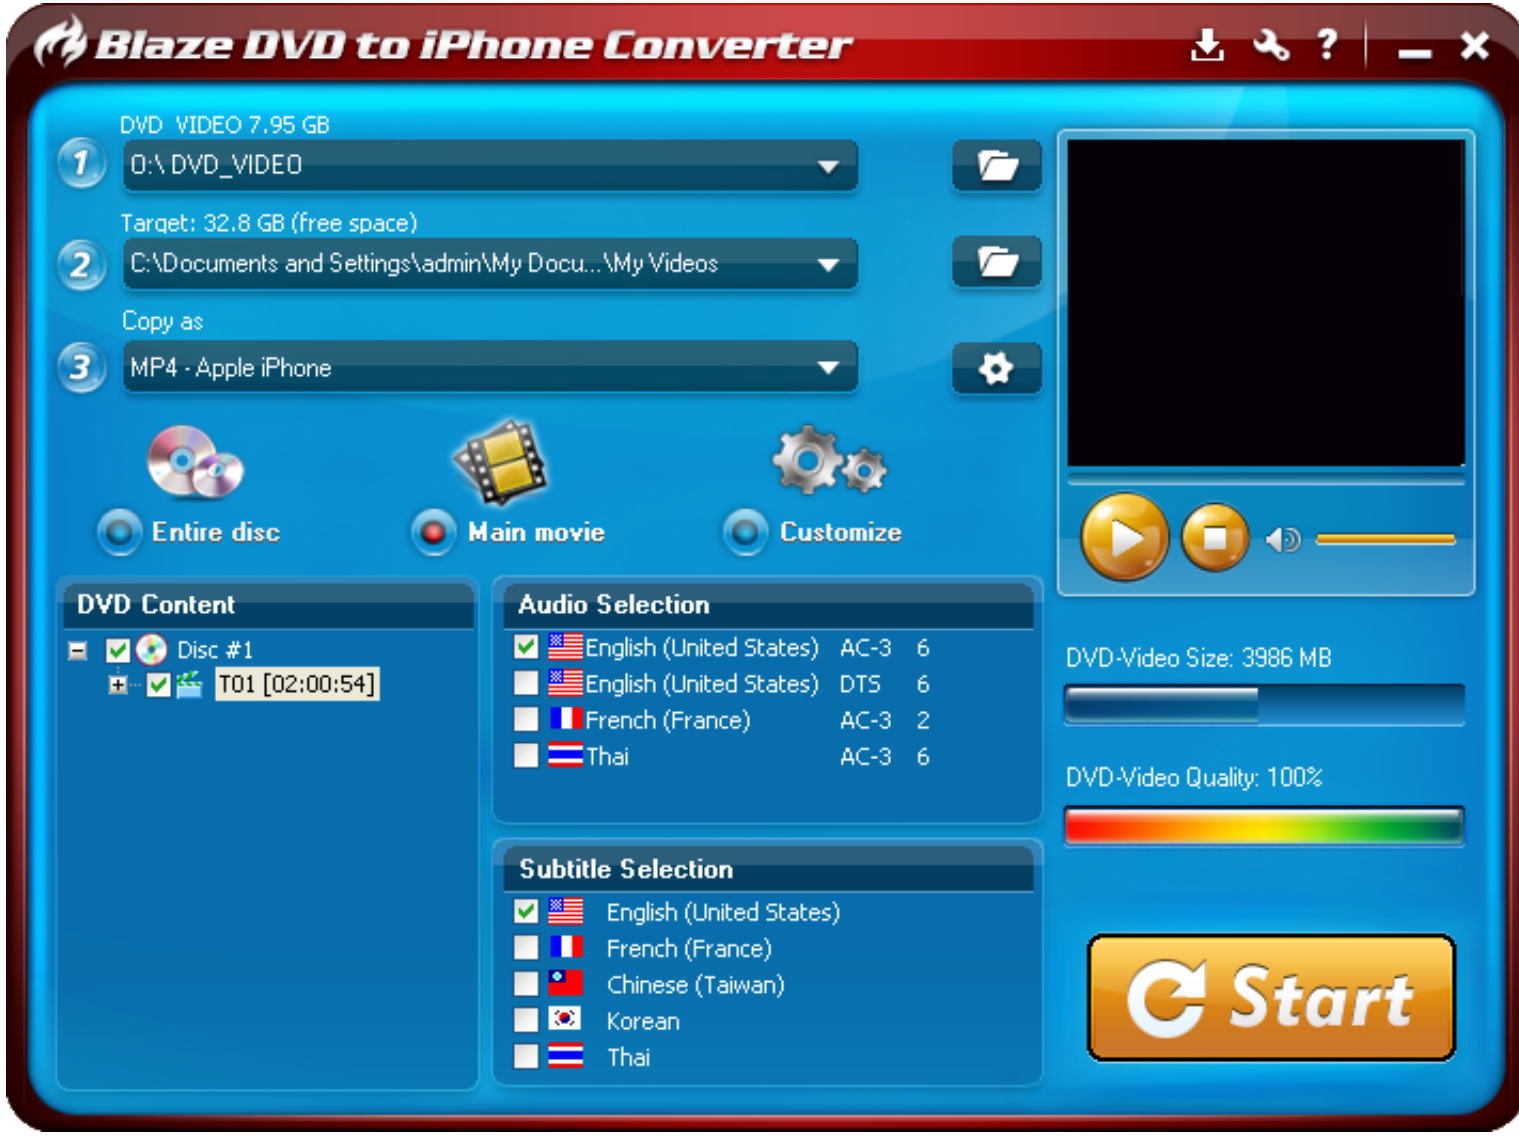 Blaze DVD to iPhone Converter
?
DVD VIDEO 7.95 GB
1
O:\ DVD_VIDEO
Target: 32.8 GB (free space)
2
C:\Documents and Settings\admin\My Docu...\My Videos
Copy as
3
MP4 - Apple iPhone
Entire disc
Main movie
Customize
DVD Content
Disc #1
T01 [02:00:54]
Audio Selection
English (United States) AC-3 6
English (United States) DTS 6
French (France) AC-3 2
Thai AC-3 6
Subtitle Selection
English (United States)
French (France)
Chinese (Taiwan)
Korean
Thai
DVD-Video Size: 3986 MB
DVD-Video Quality: 100%
Start